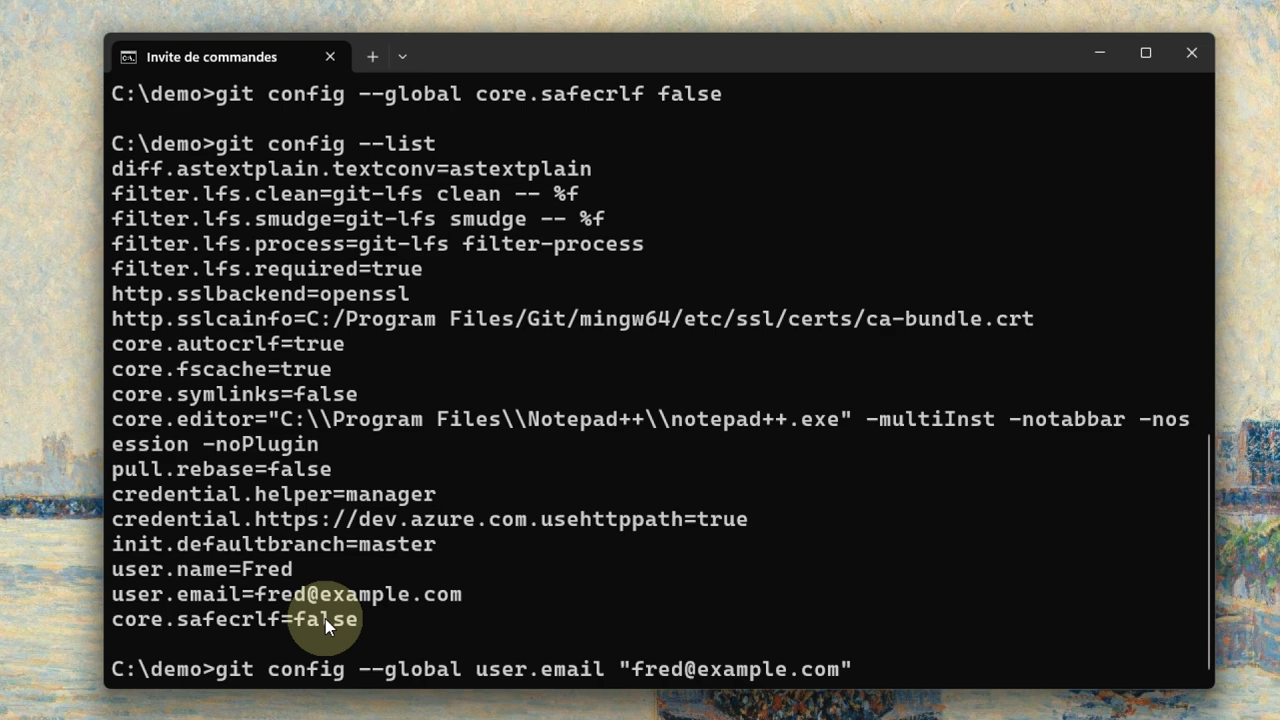 Invite de commandes
C:\demo>git config --global core.safecrlf false
C:\demo>git config --list
diff.astextplain.textconv=astextplain
filter.lfs.clean=git-lfs clean -- %f
filter.lfs.smudge=git-lfs smudge -- %f
filter.lfs.process=git-lfs filter-process
filter.lfs.required=true
http.sslbackend=openssl
http.sslcainfo=C:/Program Files/Git/mingw64/etc/ssl/certs/ca-bundle.crt
core.autocrlf=true
core.fscache=true
core.symlinks=false
core.editor="C:\\Program Files\\Notepad++\\notepad++.exe" -multiInst -notabbar -nos
ession -noPlugin
pull.rebase=false
credential.helper=manager
credential.https://dev.azure.com.usehttppath=true
init.defaultbranch=master
user.name=Fred
user.email=fred@example.com
core.safecrlf=false
C:\demo>git config --global user.email "fred@example.com"